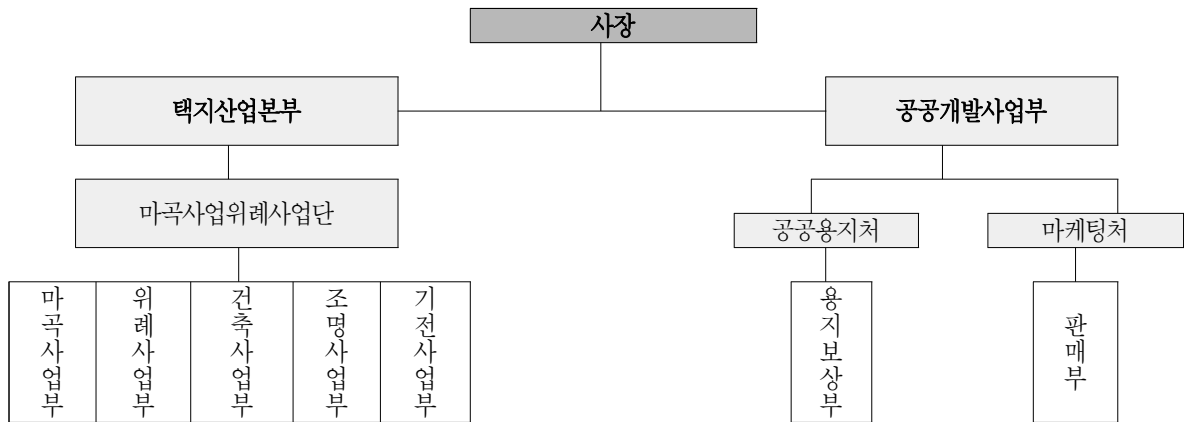 사장
택지산업본부
공공개발사업부
마곡사업위례사업단
공공용지처
마케팅처
마곡사업부
위례사업부
건축사업부
조명사업부
기전사업부
용지보상부
판매부